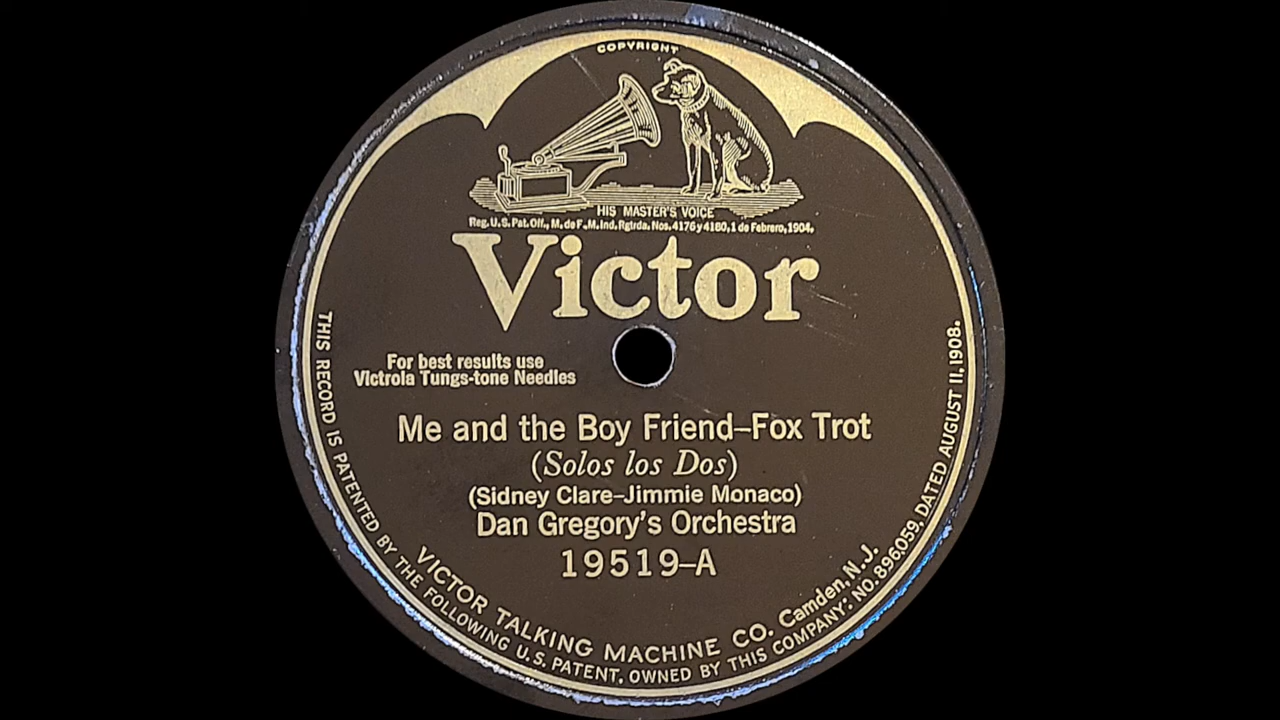 COPYRIGHT
HIS MASTER'S VOICE
Reg. U.S. Pat. Off., M. de F., M. Ind. Rgtrda. Nos. 4176 y 4180, 1 de Febrero, 1904.
Victor
For best results use
Victrola Tungs-tone Needles
Me and the Boy Friend–Fox Trot
(Solos los Dos)
(Sidney Clare–Jimmie Monaco)
Dan Gregory's Orchestra
19519–A
VICTOR TALKING MACHINE CO. Camden, N. J.
THIS RECORD IS PATENTED BY THE FOLLOWING U.S. PATENT, OWNED BY THIS COMPANY: NO. 896,059, DATED AUGUST 11, 1908.